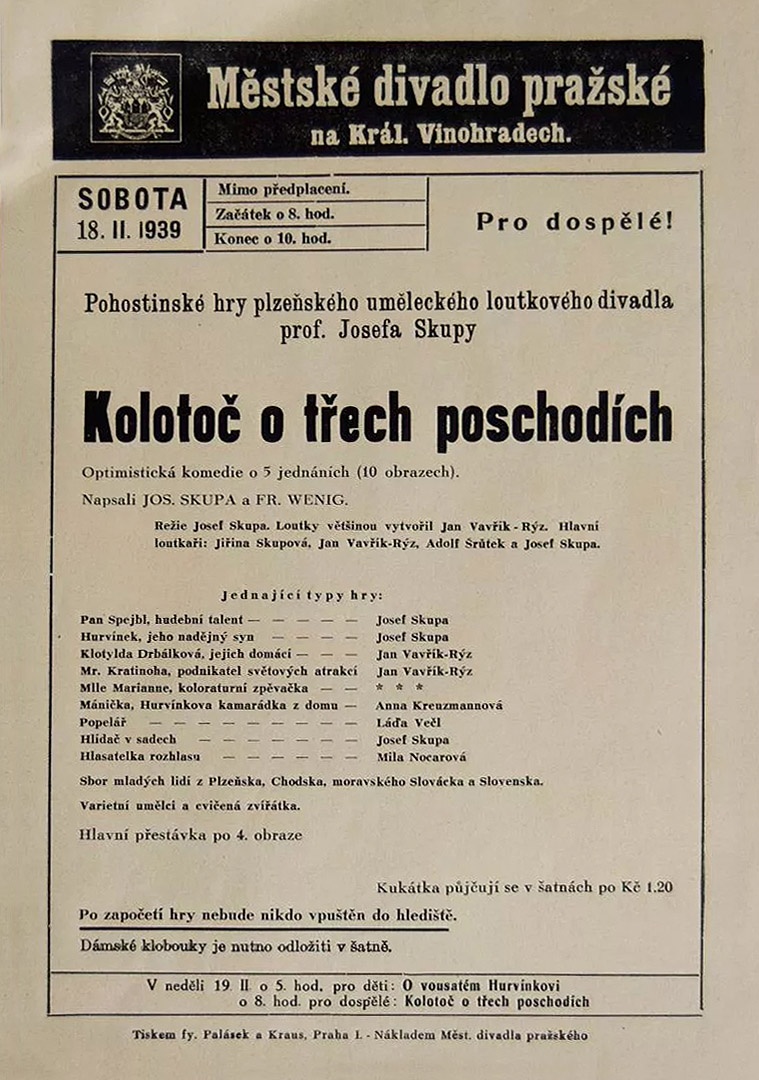 Městské divadlo pražské
na Král. Vinohradech.
SOBOTA
18. II. 1939
Mimo předplacení.
Začátek o 8. hod.
Konec o 10. hod.
Pro dospělé!
Pohostinské hry plzeňského uměleckého loutkového divadla
prof. Josefa Skupy
Kolotoč o třech poschodích
Optimistická komedie o 5 jednáních (10 obrazech).
Napsali JOS. SKUPA a FR. WENIG.
Režie Josef Skupa. Loutky většinou vytvořil Jan Vavřík-Rýz. Hlavní
loutkaři: Jiřina Skupová, Jan Vavřík-Rýz, Adolf Šrůtek a Josef Skupa.
Jednající typy hry:
Pan Spejbl, hudební talent — — — — — Josef Skupa
Hurvínek, jeho nadějný syn — — — — Josef Skupa
Klotylda Drbálková, jejich domácí — — — Jan Vavřík-Rýz
Mr. Kratinoha, podnikatel světových atrakcí Jan Vavřík-Rýz
Mlle Marianne, koloraturní zpěvačka — — * * *
Mánička, Hurvínkova kamarádka z domu — Anna Kreuzmannová
Popelář — — — — — — — — Láďa Večl
Hlídač v sadech — — — — — — Josef Skupa
Hlasatelka rozhlasu — — — — — Mila Nocarová
Sbor mladých lidí z Plzeňska, Chodska, moravského Slovácka a Slovenska.
Varietní umělci a cvičená zvířátka.
Hlavní přestávka po 4. obraze
Kukátka půjčují se v šatnách po Kč 1.20
Po započetí hry nebude nikdo vpuštěn do hlediště.
Dámské klobouky je nutno odložiti v šatně.
V neděli 19. II. o 5. hod. pro děti: O vousatém Hurvínkovi
o 8. hod. pro dospělé: Kolotoč o třech poschodích
Tiskem fy. Palásek a Kraus, Praha I. - Nákladem Měst. divadla pražského